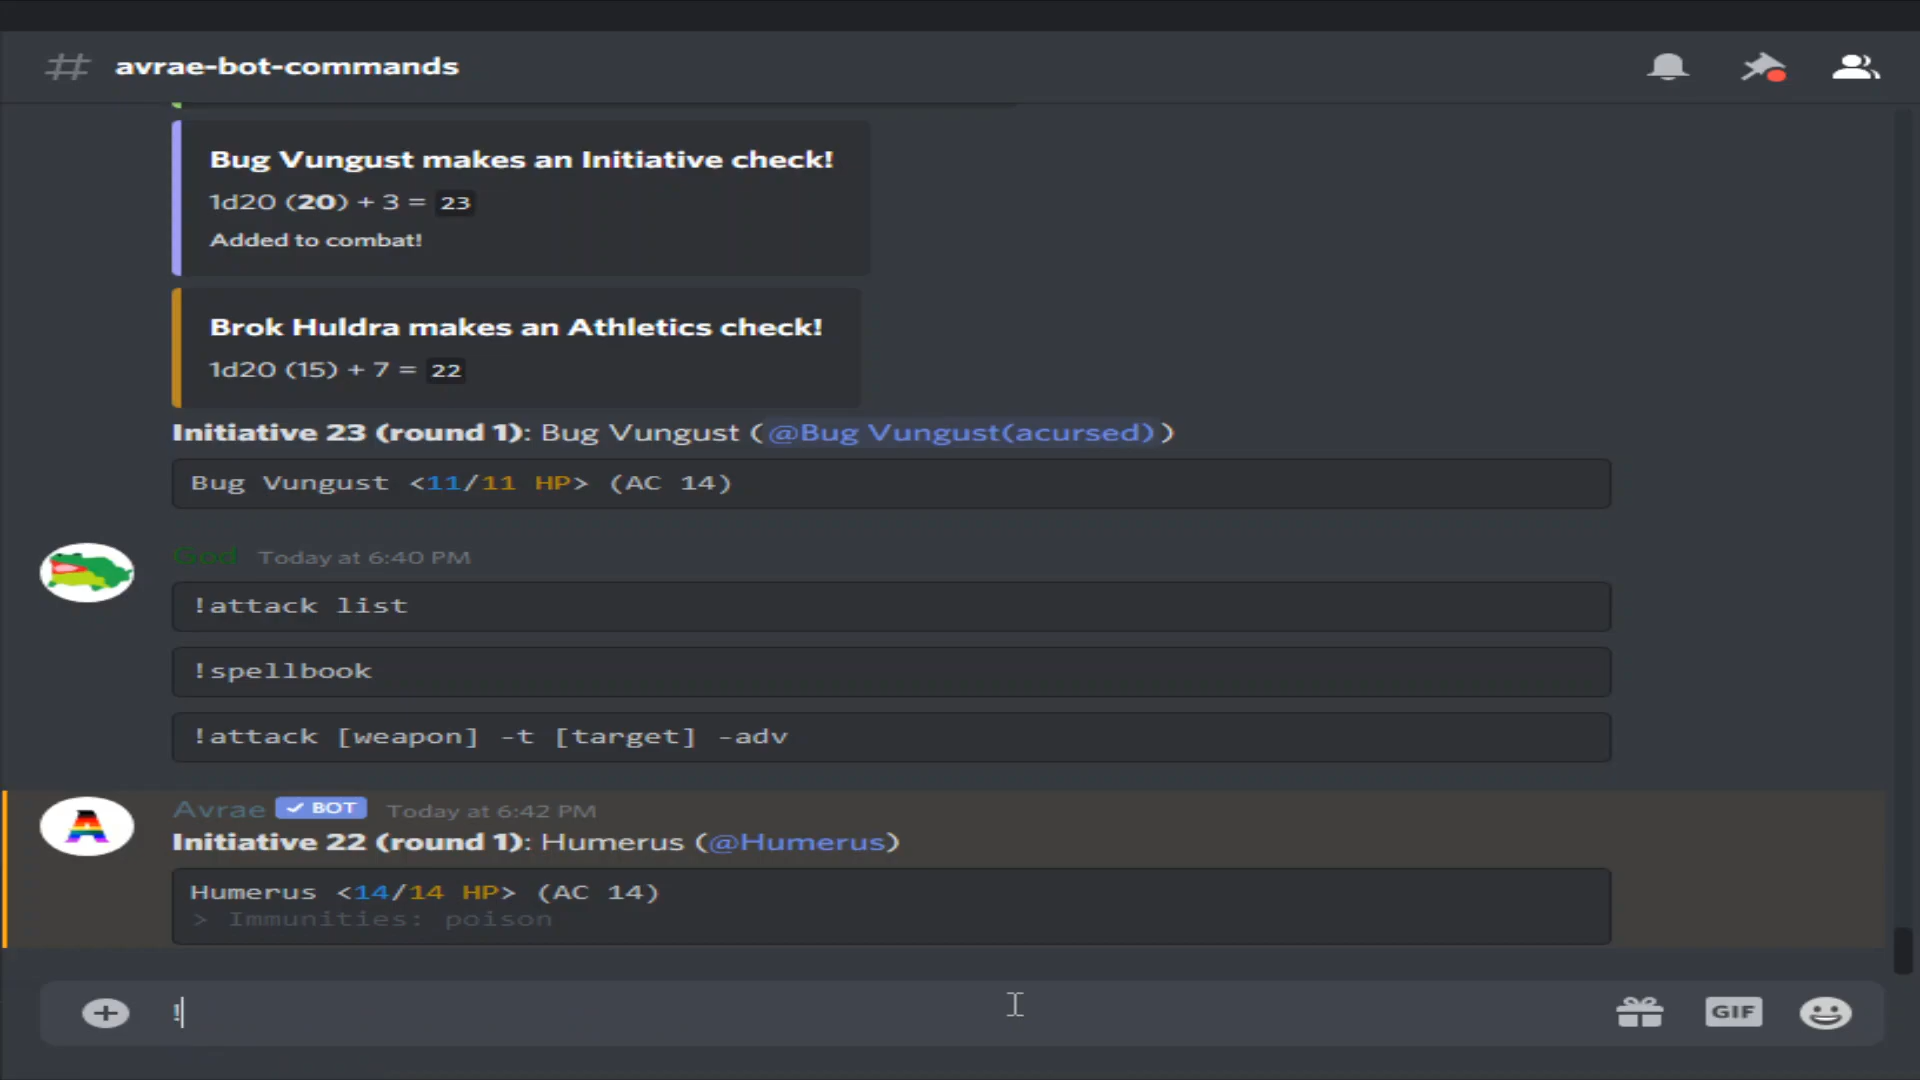 # avrae-bot-commands
Bug Vungust makes an Initiative check!
1d20 (20) + 3 = 23
Added to combat!
Brok Huldra makes an Athletics check!
1d20 (15) + 7 = 22
Initiative 23 (round 1): Bug Vungust (@Bug Vungust(acursed))
Bug Vungust <11/11 HP> (AC 14)
God Today at 6:40 PM
!attack list
!spellbook
!attack [weapon] -t [target] -adv
A
Avrae ✓ BOT Today at 6:42 PM
Initiative 22 (round 1): Humerus (@Humerus)
Humerus <14/14 HP> (AC 14)
> Immunities: poison
!
GIF